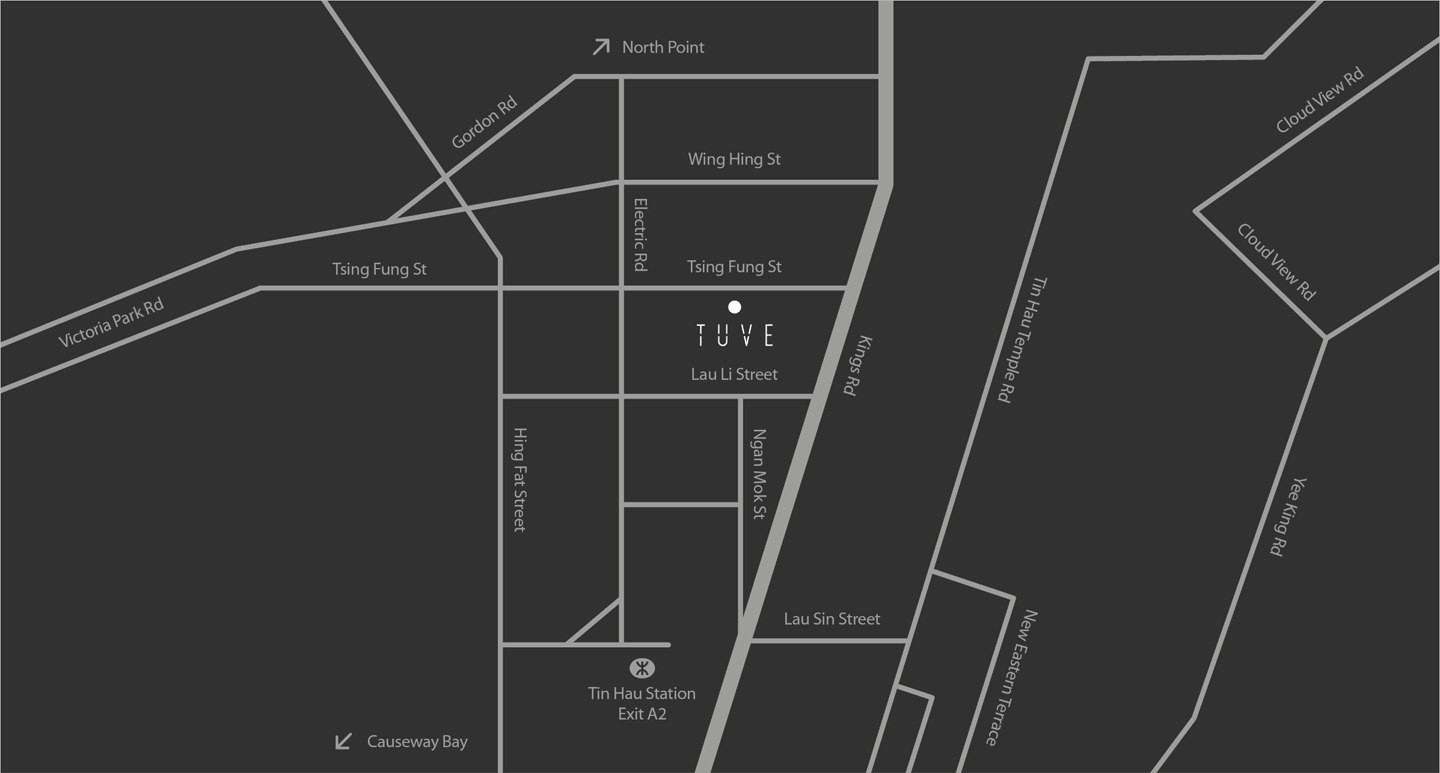 North Point
Gordon Rd
Cloud View Rd
Wing Hing St
Electric Rd
Cloud View Rd
Tsing Fung St
Tsing Fung St
Victoria Park Rd
TUVE
Tin Hau Temple Rd
Kings Rd
Lau Li Street
Hing Fat Street
Ngan Mok St
Yee King Rd
Lau Sin Street
New Eastern Terrace
Tin Hau Station
Exit A2
Causeway Bay